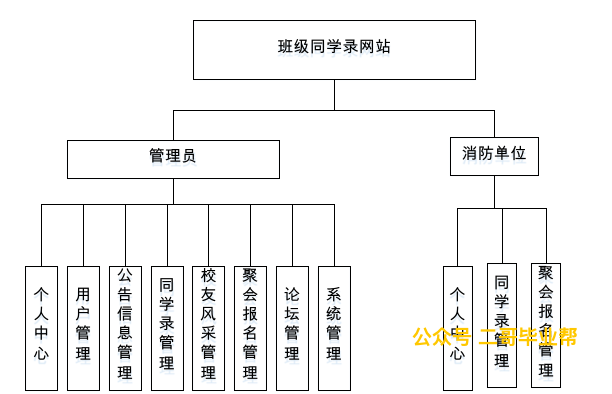 班级同学录网站
管理员
消防单位
个人中心
用户管理
公告信息管理
同学录管理
校友风采管理
聚会报名管理
论坛管理
系统管理
个人中心
同学录管理
聚会报名管理
公众号 二哥毕业帮